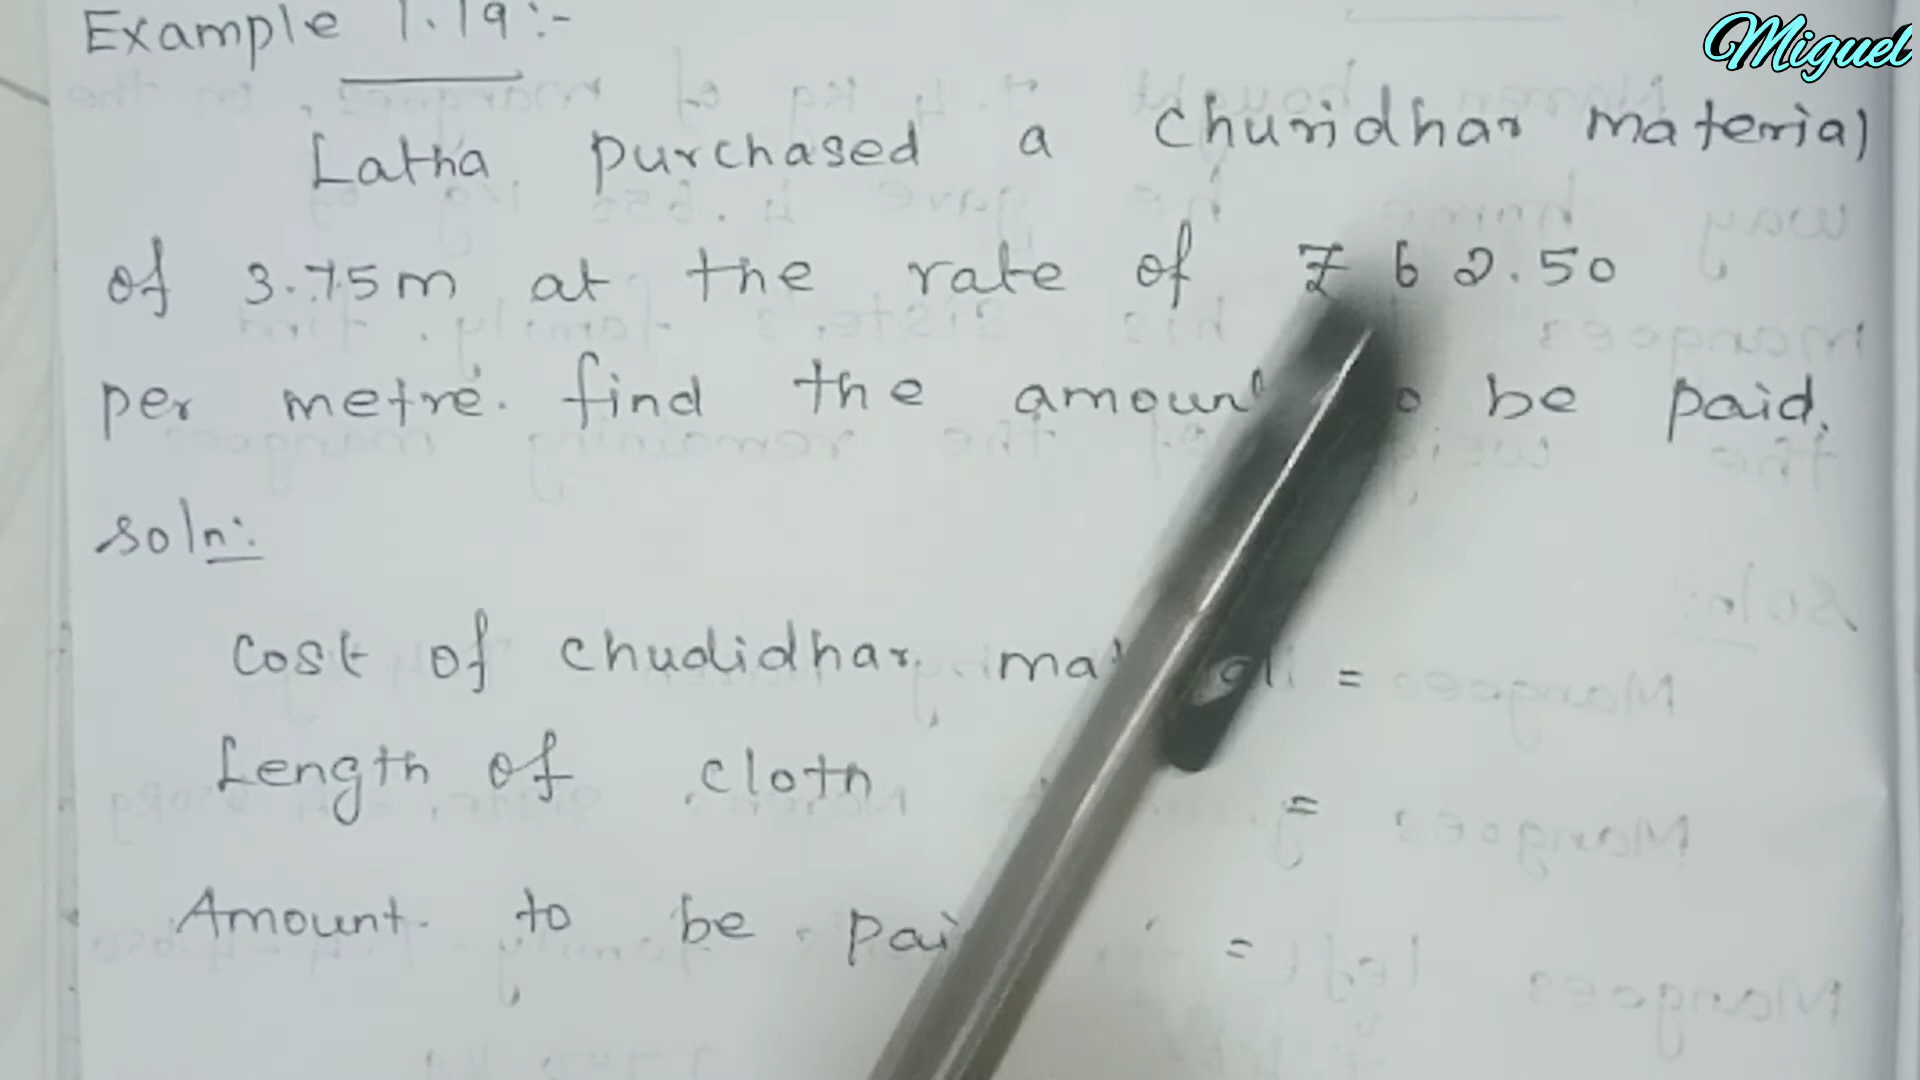 Miguel
Example 1.19:-
Latha purchased a churidhar material
of 3.75m at the rate of ₹ 62.50
per metre. find the amount be paid.
soln:
Cost of chudidhar =
Length of cloth =
Amount to be =